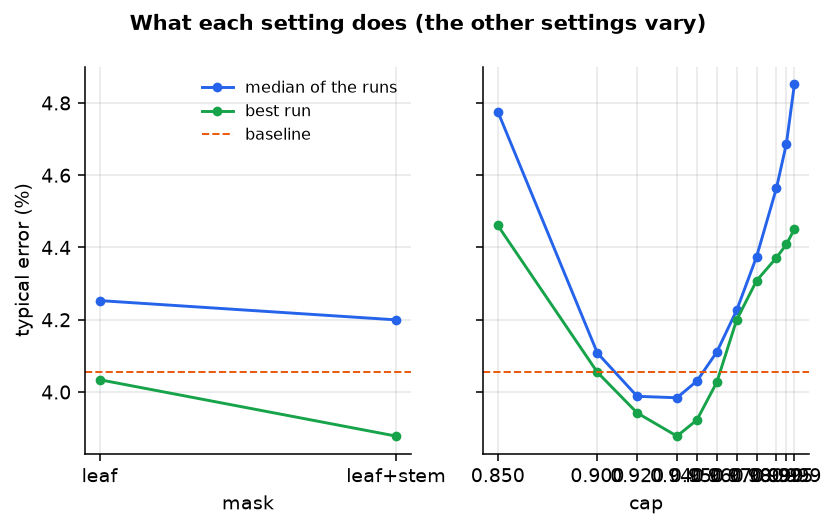 What each setting does (the other settings vary)
median of the runs
best run
baseline
4.8
4.6
4.4
4.2
4.0
typical error (%)
leaf
leaf+stem
mask
0.850
0.900
0.920
0.940
cap